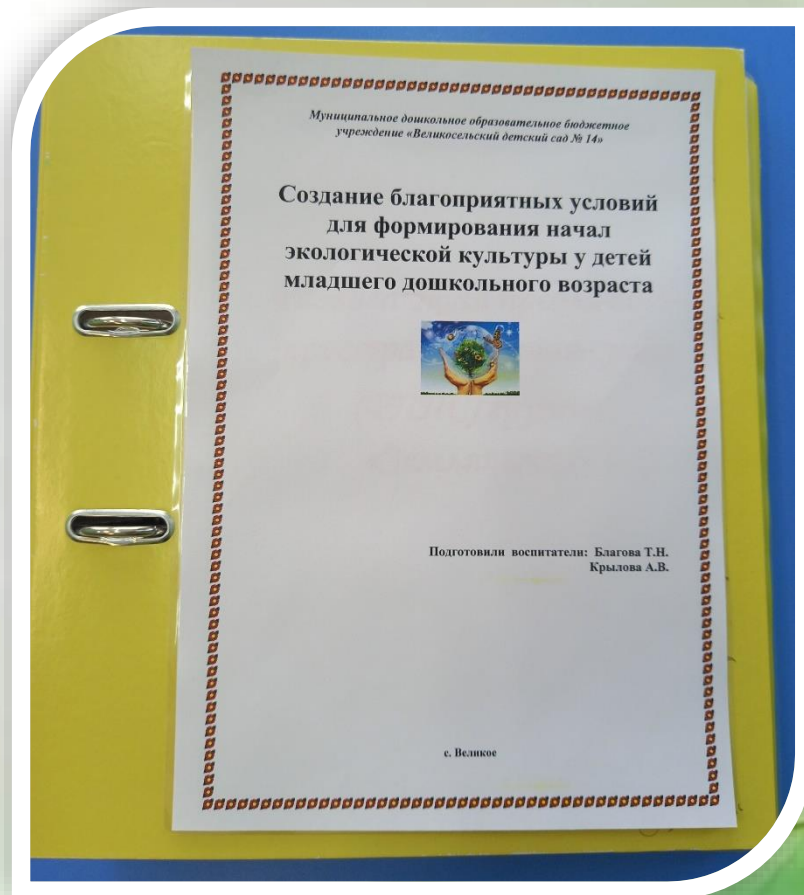 Муниципальное дошкольное образовательное бюджетное
учреждение «Великосельский детский сад № 14»
Создание благоприятных условий
для формирования начал
экологической культуры у детей
младшего дошкольного возраста
Подготовили воспитатели: Благова Т.Н.
Крылова А.В.
с. Великое